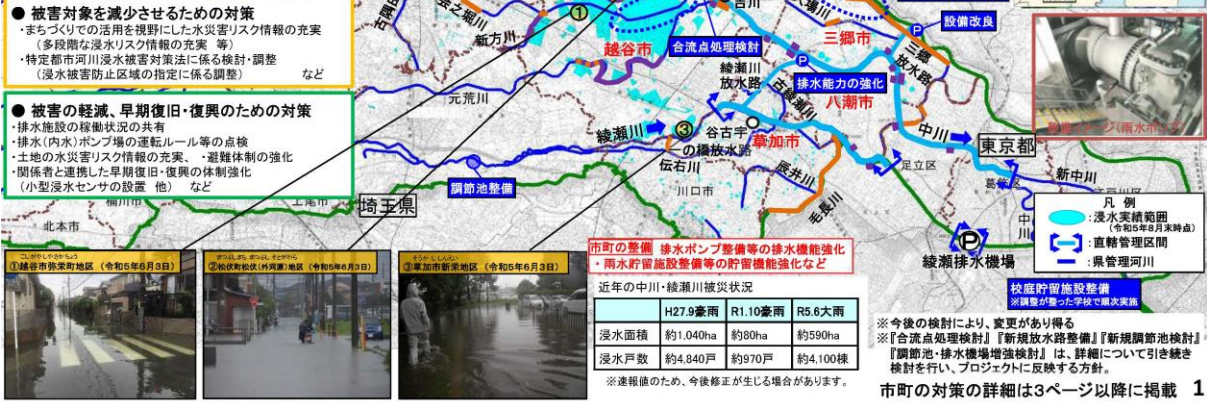 ● 被害対象を減少させるための対策
・まちづくりでの活用を視野にした水災害リスク情報の充実
（多段階な浸水リスク情報の充実 等）
・特定都市河川浸水被害対策法に係る検討・調整
（浸水被害防止区域の指定に係る調整） など
● 被害の軽減、早期復旧・復興のための対策
・排水施設の稼働状況の共有
・排水（内水）ポンプ場の運転ルール等の点検
・土地の水災害リスク情報の充実、・避難体制の強化
・関係者と連携した早期復旧・復興の体制強化
（小型浸水センサの設置 他） など
①
新方川
元荒川
越谷市
合流点処理検討
綾瀬川
放水路
古綾瀬川
三郷市
三郷
放水路
設備改良
P
P
排水能力の強化
八潮市
中川
東京都
綾瀬川
③
谷古宇
一の橋放水路
草加市
伝右川
辰井川
毛長川
川口市
足立区
葛飾区
新中川
江戸川区
調節池整備
桶川市
上尾市
北本市
埼玉県
P
綾瀬排水機場
凡 例
:浸水実績範囲
（令和5年8月末時点）
:直轄管理区間
:県管理河川
校庭貯留施設整備
※調整が整った学校で順次実施
①越谷市弥栄町地区 （令和5年6月3日）
②松伏町松伏（外河原）地区 （令和5年6月3日）
③草加市新栄地区（令和5年6月3日）
市町の整備 排水ポンプ整備等の排水機能強化
・雨水貯留施設整備等の貯留機能強化など
近年の中川・綾瀬川被災状況
H27.9豪雨 R1.10豪雨 R5.6大雨
浸水面積 約1,040ha 約80ha 約590ha
浸水戸数 約4,840戸 約970戸 約4,100棟
※速報値のため、今後修正が生じる場合があります。
※今後の検討により、変更があり得る
※『合流点処理検討』『新規放水路整備』『新規調節池検討』
『調節池・排水機場増強検討』 は、詳細について引き続き
検討を行い、プロジェクトに反映する方針。
市町の対策の詳細は3ページ以降に掲載 1